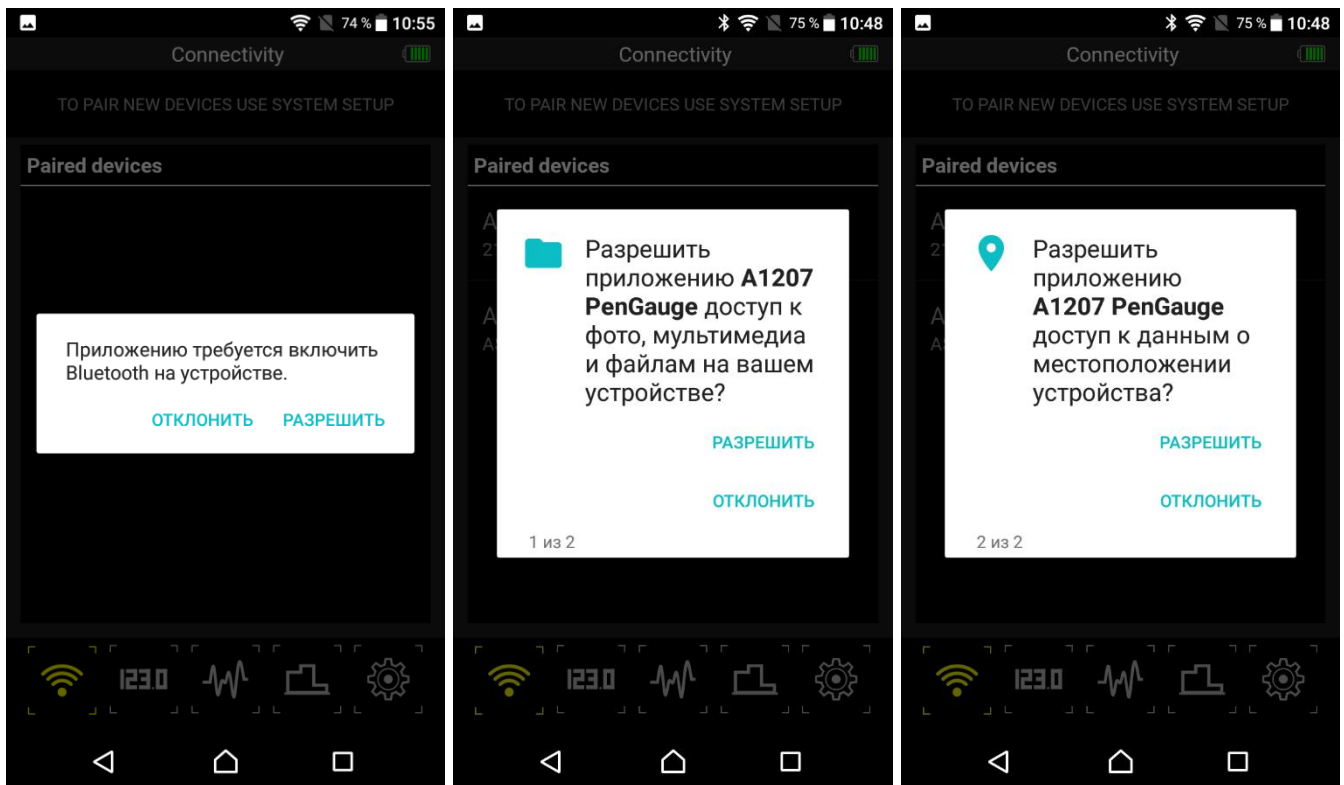 74 % 10:55
Connectivity
TO PAIR NEW DEVICES USE SYSTEM SETUP
Paired devices
Приложению требуется включить
Bluetooth на устройстве.
ОТКЛОНИТЬ РАЗРЕШИТЬ
123.0
75 % 10:48
Connectivity
TO PAIR NEW DEVICES USE SYSTEM SETUP
Paired devices
Разрешить
приложению A1207
PenGauge доступ к
фото, мультимедиа
и файлам на вашем
устройстве?
РАЗРЕШИТЬ
ОТКЛОНИТЬ
1 из 2
123.0
75 % 10:48
Connectivity
TO PAIR NEW DEVICES USE SYSTEM SETUP
Paired devices
Разрешить
приложению
A1207 PenGauge
доступ к данным о
местоположении
устройства?
РАЗРЕШИТЬ
ОТКЛОНИТЬ
2 из 2
123.0